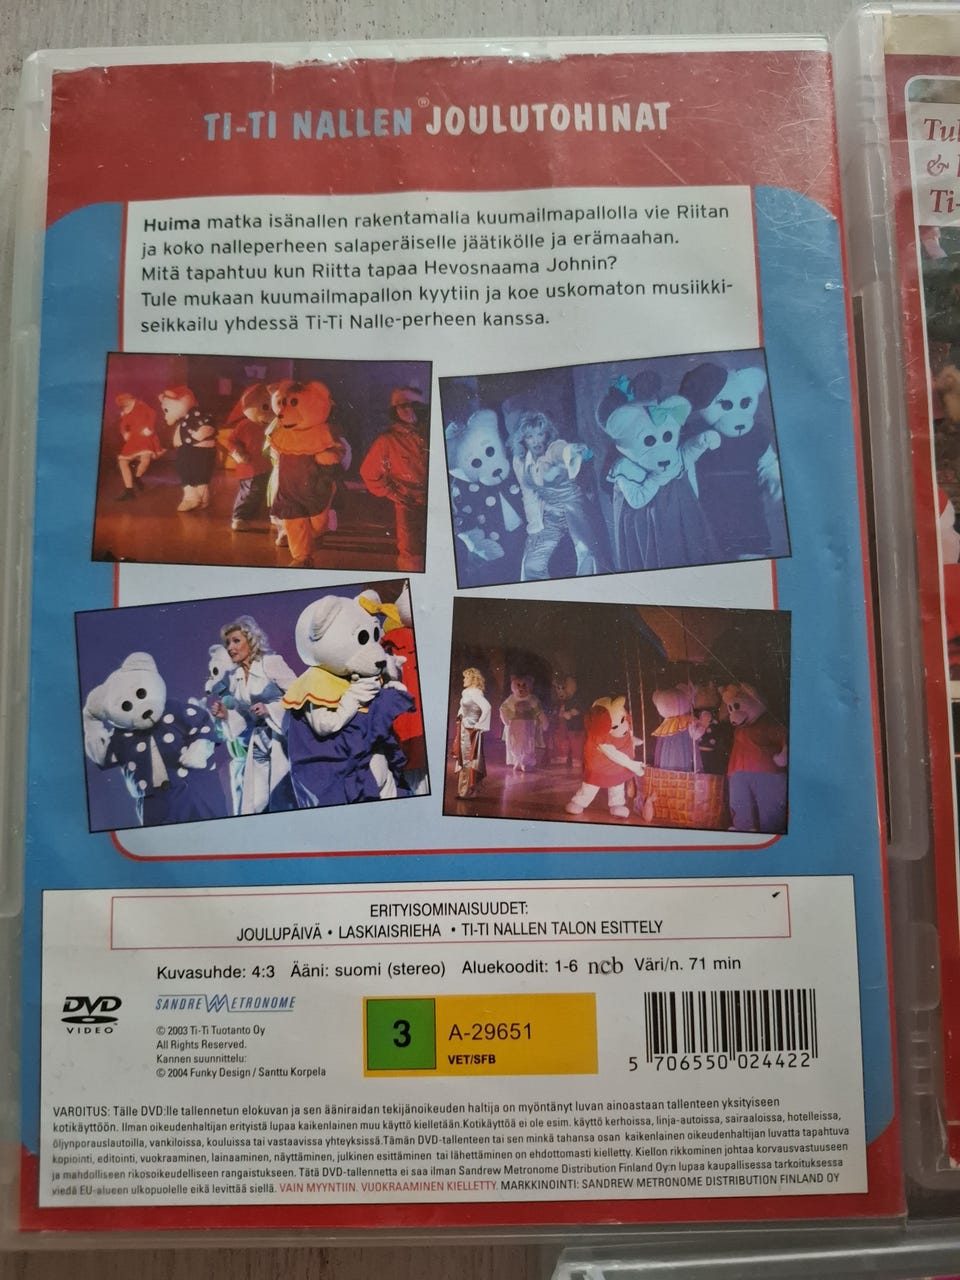 TI-TI NALLEN® JOULUTOHINAT
Huima matka isänallen rakentamalla kuumailmapallolla vie Riitan
ja koko nalleperheen salaperäiselle jäätikölle ja erämaahan.
Mitä tapahtuu kun Riitta tapaa Hevosnaama Johnin?
Tule mukaan kuumailmapallon kyytiin ja koe uskomaton musiikki-
seikkailu yhdessä Ti-Ti Nalle-perheen kanssa.
ERITYISOMINAISUUDET:
JOULUPÄIVÄ • LASKIAISRIEHA • TI-TI NALLEN TALON ESITTELY
Kuvasuhde: 4:3 Ääni: suomi (stereo) Aluekoodit: 1-6 ncb Väri/n. 71 min
DVD
VIDEO™
SANDREW METRONOME
© 2003 Ti-Ti Tuotanto Oy
All Rights Reserved.
Kannen suunnittelu:
© 2004 Funky Design / Santtu Korpela
3
A-29651
VET/SFB
5 706550 024422
VAROITUS: Tälle DVD:lle tallennetun elokuvan ja sen ääniraidan tekijänoikeuden haltija on myöntänyt luvan ainoastaan tallenteen yksityiseen
kotikäyttöön. Ilman oikeudenhaltijan erityistä lupaa kaikenlainen muu käyttö kielletään.Kotikäyttöä ei ole esim. käyttö kerhoissa, linja-autoissa, sairaaloissa, hotelleissa,
öljynporauslautoilla, vankiloissa, kouluissa tai vastaavissa yhteyksissä.Tämän DVD-tallenteen tai sen minkä tahansa osan kaikenlainen oikeudenhaltijan luvatta tapahtuva
kopiointi, editointi, vuokraaminen, lainaaminen, näyttäminen, julkinen esittäminen tai lähettäminen on ehdottomasti kielletty. Kiellon rikkominen johtaa korvausvastuuseen
ja mahdolliseen rikosoikeudelliseen rangaistukseen. Tätä DVD-tallennetta ei saa ilman Sandrew Metronome Distribution Finland Oy:n lupaa kaupallisessa tarkoituksessa
viedä EU-alueen ulkopuolelle eikä levittää siellä. VAIN MYYNTIIN. VUOKRAAMINEN KIELLETTY. MARKKINOINTI: SANDREW METRONOME DISTRIBUTION FINLAND OY
Tul
&
Ti-